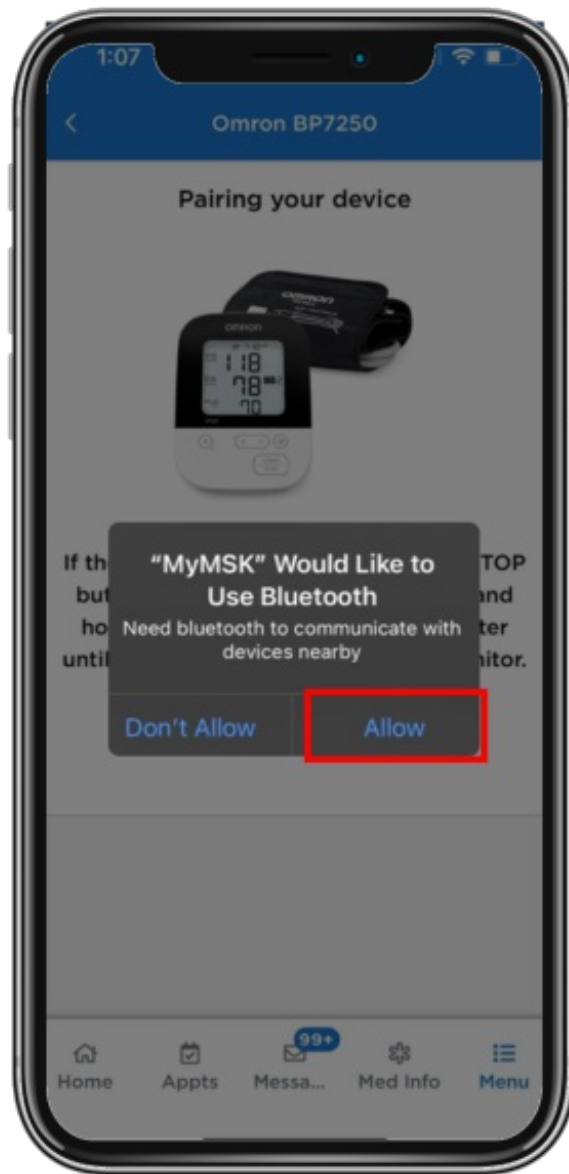 1:07
Omron BP7250
Pairing your device
OMRON
OMRON
118
78
70
If th TOP
but and
ho ter
until nitor.
“MyMSK” Would Like to
Use Bluetooth
Need bluetooth to communicate with
devices nearby
Don't Allow Allow
99+
Home Appts Messa... Med Info Menu